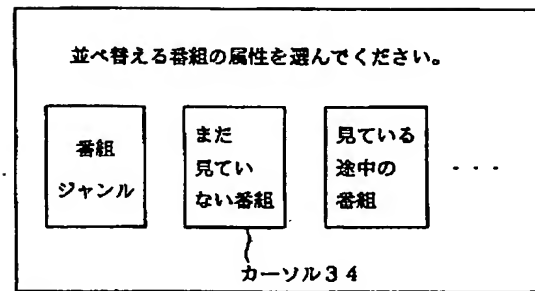 並べ替える番組の属性を選んでください。
番組
ジャンル
まだ
見てい
ない番組
見ている
途中の
番組
・・・
カーソル34